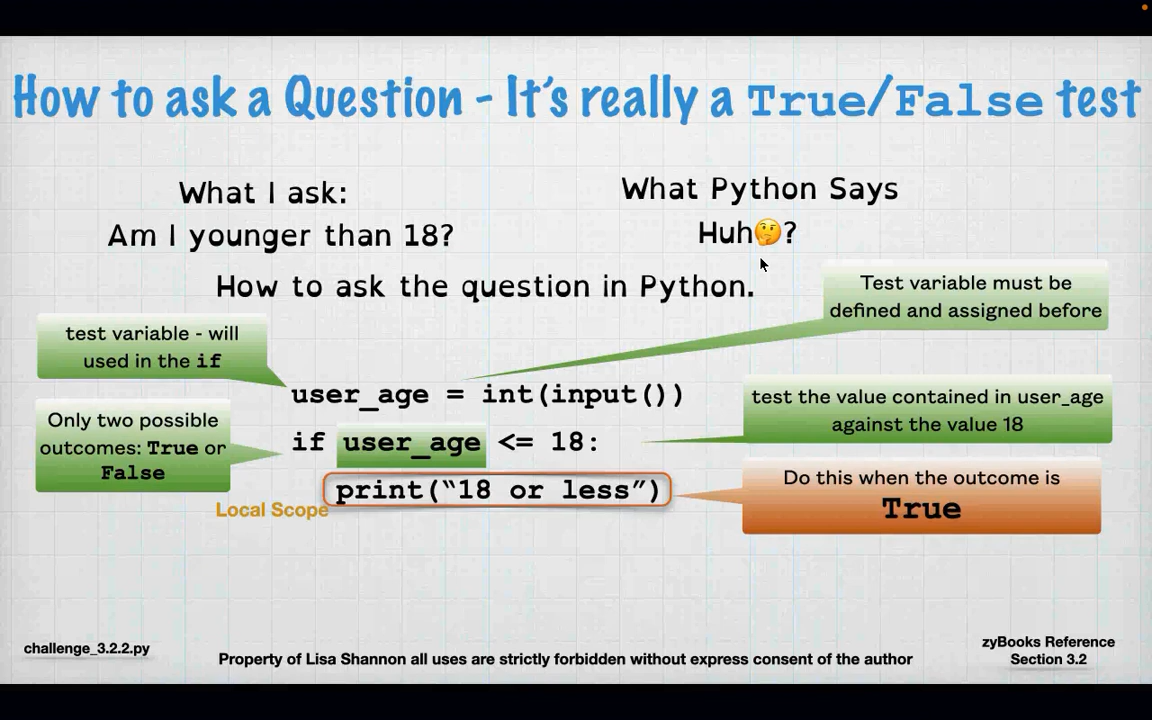 How to ask a Question - It's really a True/False test
What I ask:
Am I younger than 18?
What Python Says
Huh🤔?
How to ask the question in Python.
Test variable must be
defined and assigned before
test variable - will
used in the if
user_age = int(input())
Only two possible
outcomes: True or
False
if user_age <= 18:
test the value contained in user_age
against the value 18
print(“18 or less”)
Local Scope
Do this when the outcome is
True
challenge_3.2.2.py
Property of Lisa Shannon all uses are strictly forbidden without express consent of the author
zyBooks Reference
Section 3.2